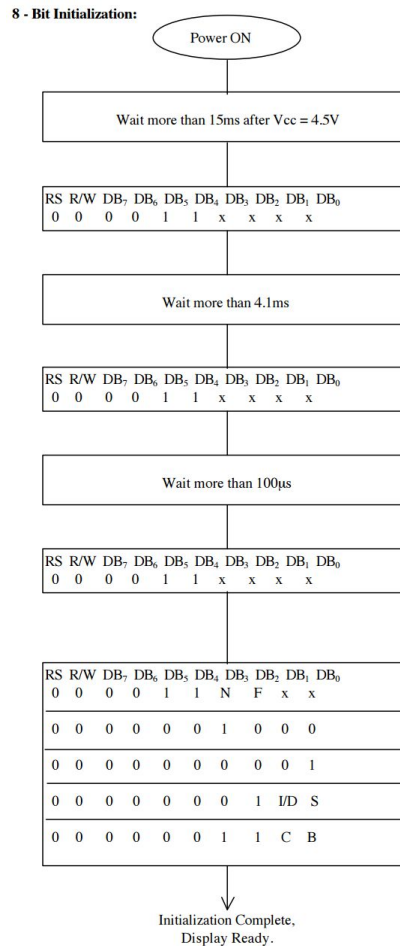 8 - Bit Initialization:
Power ON
Wait more than 15ms after Vcc = 4.5V
RS R/W DB₇ DB₆ DB₅ DB₄ DB₃ DB₂ DB₁ DB₀
0 0 0 0 1 1 x x x x
Wait more than 4.1ms
RS R/W DB₇ DB₆ DB₅ DB₄ DB₃ DB₂ DB₁ DB₀
0 0 0 0 1 1 x x x x
Wait more than 100µs
RS R/W DB₇ DB₆ DB₅ DB₄ DB₃ DB₂ DB₁ DB₀
0 0 0 0 1 1 x x x x
RS R/W DB₇ DB₆ DB₅ DB₄ DB₃ DB₂ DB₁ DB₀
0 0 0 0 1 1 N F x x
0 0 0 0 0 0 1 0 0 0
0 0 0 0 0 0 0 0 0 1
0 0 0 0 0 0 0 1 I/D S
0 0 0 0 0 0 1 1 C B
Initialization Complete,
Display Ready.